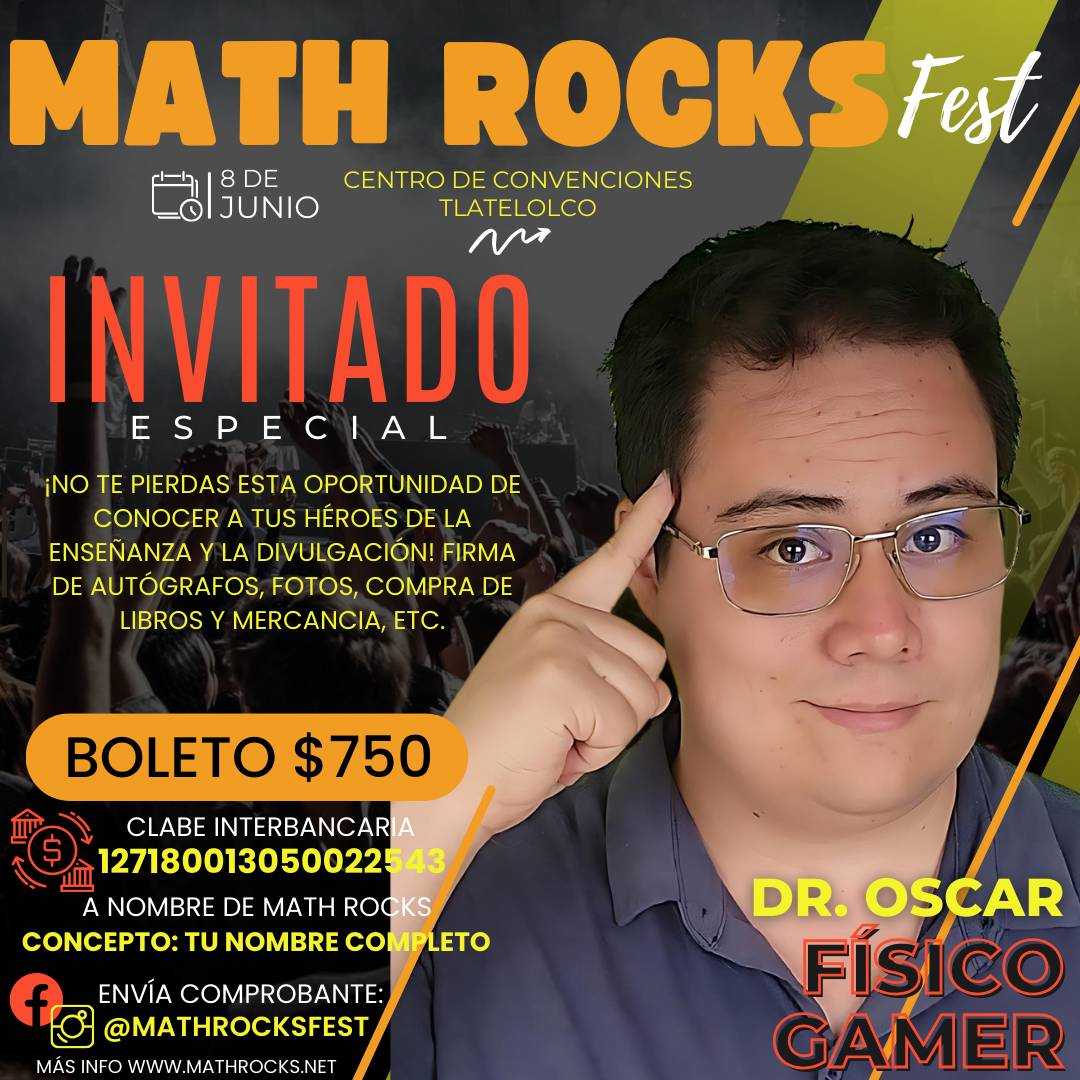 MATH ROCKS Fest
8 DE
JUNIO
CENTRO DE CONVENCIONES
TLATELOLCO
INVITADO
ESPECIAL
¡NO TE PIERDAS ESTA OPORTUNIDAD DE
CONOCER A TUS HÉROES DE LA
ENSEÑANZA Y LA DIVULGACIÓN! FIRMA
DE AUTÓGRAFOS, FOTOS, COMPRA DE
LIBROS Y MERCANCIA, ETC.
BOLETO $750
CLABE INTERBANCARIA
127180013050022543
A NOMBRE DE MATH ROCKS
CONCEPTO: TU NOMBRE COMPLETO
ENVÍA COMPROBANTE:
@MATHROCKSFEST
MÁS INFO WWW.MATHROCKS.NET
DR. OSCAR
FÍSICO
GAMER